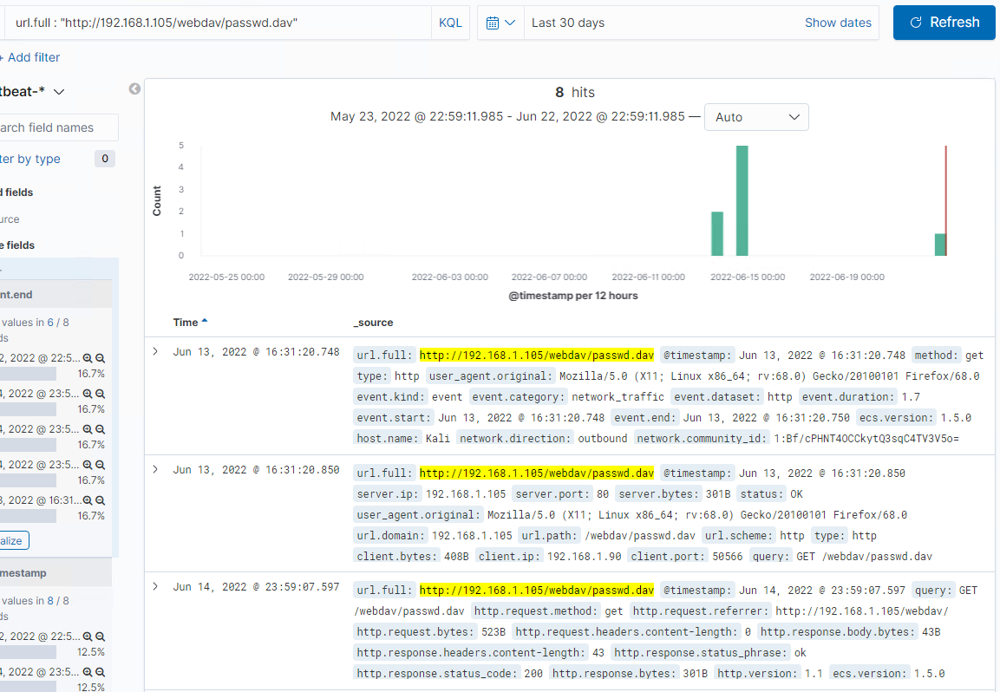 url.full : "http://192.168.1.105/webdav/passwd.dav" KQL Last 30 days Show dates Refresh
+ Add filter
tbeat-*
8 hits
May 23, 2022 @ 22:59:11.985 - Jun 22, 2022 @ 22:59:11.985 — Auto
arch field names
ter by type 0
d fields
urce
e fields
nt.end
values in 6 / 8
ds
2, 2022 @ 22:5...
16.7%
4, 2022 @ 23:5...
16.7%
4, 2022 @ 23:5...
16.7%
4, 2022 @ 23:5...
16.7%
3, 2022 @ 16:31...
16.7%
alize
mestamp
values in 8 / 8
ds
2, 2022 @ 22:5...
12.5%
4, 2022 @ 23:5...
12.5%
Count
5
4
3
2
1
0
2022-05-25 00:00 2022-05-29 00:00 2022-06-03 00:00 2022-06-07 00:00 2022-06-11 00:00 2022-06-15 00:00 2022-06-19 00:00
@timestamp per 12 hours
Time _source
Jun 13, 2022 @ 16:31:20.748 url.full: http://192.168.1.105/webdav/passwd.dav @timestamp: Jun 13, 2022 @ 16:31:20.748 method: get
type: http user_agent.original: Mozilla/5.0 (X11; Linux x86_64; rv:68.0) Gecko/20100101 Firefox/68.0
event.kind: event event.category: network_traffic event.dataset: http event.duration: 1.7
event.start: Jun 13, 2022 @ 16:31:20.748 event.end: Jun 13, 2022 @ 16:31:20.750 ecs.version: 1.5.0
host.name: Kali network.direction: outbound network.community_id: 1:Bf/cPHNT4OCCkytQ3sqC4TV3V5o=
Jun 13, 2022 @ 16:31:20.850 url.full: http://192.168.1.105/webdav/passwd.dav @timestamp: Jun 13, 2022 @ 16:31:20.850
server.ip: 192.168.1.105 server.port: 80 server.bytes: 301B status: OK
user_agent.original: Mozilla/5.0 (X11; Linux x86_64; rv:68.0) Gecko/20100101 Firefox/68.0
url.domain: 192.168.1.105 url.path: /webdav/passwd.dav url.scheme: http type: http
client.bytes: 408B client.ip: 192.168.1.90 client.port: 50566 query: GET /webdav/passwd.dav
Jun 14, 2022 @ 23:59:07.597 url.full: http://192.168.1.105/webdav/passwd.dav @timestamp: Jun 14, 2022 @ 23:59:07.597 query: GET
/webdav/passwd.dav http.request.method: get http.request.referrer: http://192.168.1.105/webdav/
http.request.bytes: 523B http.request.headers.content-length: 0 http.response.body.bytes: 43B
http.response.headers.content-length: 43 http.response.status_phrase: ok
http.response.status_code: 200 http.response.bytes: 301B http.version: 1.1 ecs.version: 1.5.0